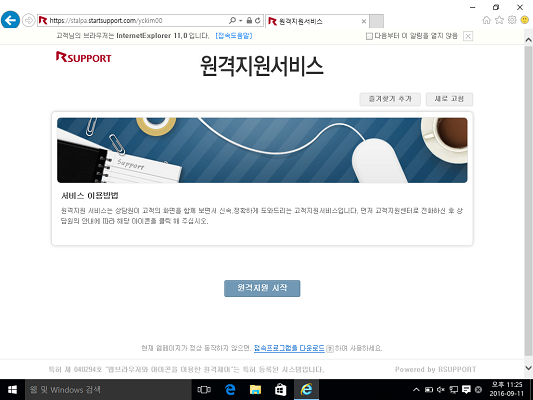 https://stalpa.startsupport.com/yckim00
원격지원서비스
고객님의 브라우저는 InternetExplorer 11.0 입니다. [접속도움말]
다음부터 이 알림을 열지 않음
RSUPPORT
원격지원서비스
즐겨찾기 추가
새로 고침
Support
서비스 이용방법
원격지원 서비스는 상담원이 고객의 화면을 함께 보면서 신속,정확하게 도와드리는 고객지원서비스입니다. 먼저 고객지원센터로 전화하신 후 상
담원의 안내에 따라 해당 아이콘을 클릭 해 주십시오.
원격지원 시작
현재 웹페이지가 정상 동작하지 않으면, 접속프로그램을 다운로드 하여 사용하세요.
특허 제 040294호 "웹브라우저와 아이콘을 이용한 원격제어"는 특허 등록된 시스템입니다.
Powered by RSUPPORT
웹 및 Windows 검색
오후 11:25
2016-09-11